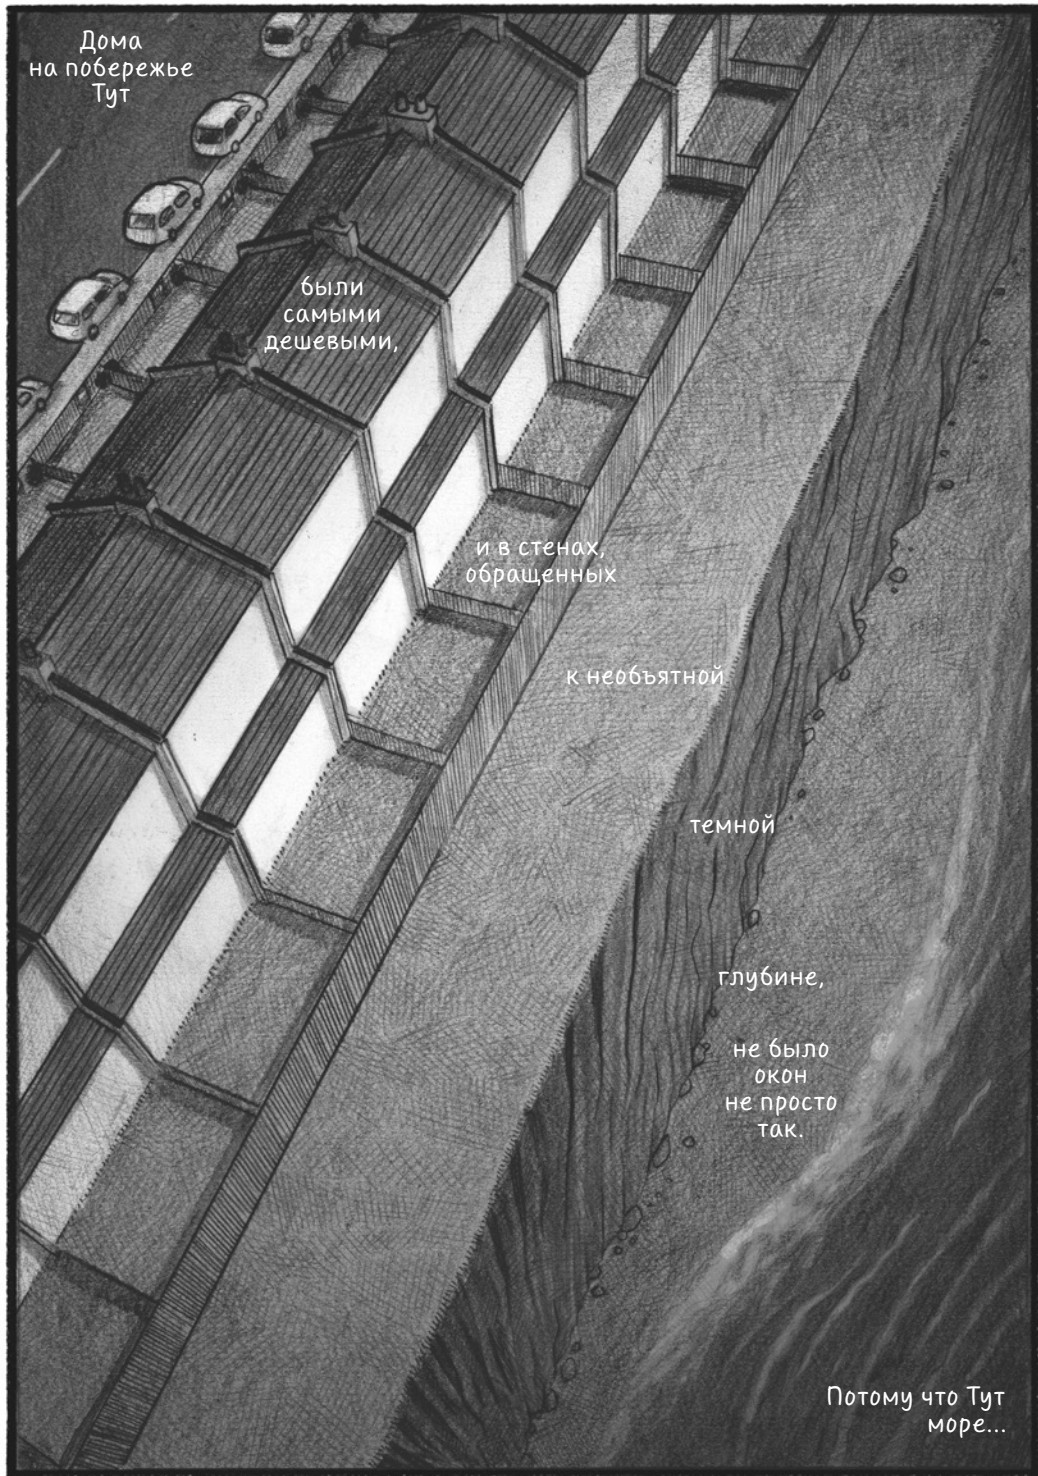 Дома
на побережье
Тут
были
самыми
дешевыми,
и в стенах,
обращенных
к необъятной
темной
глубине,
не было
окон
не просто
так.
Потому что Тут
море...